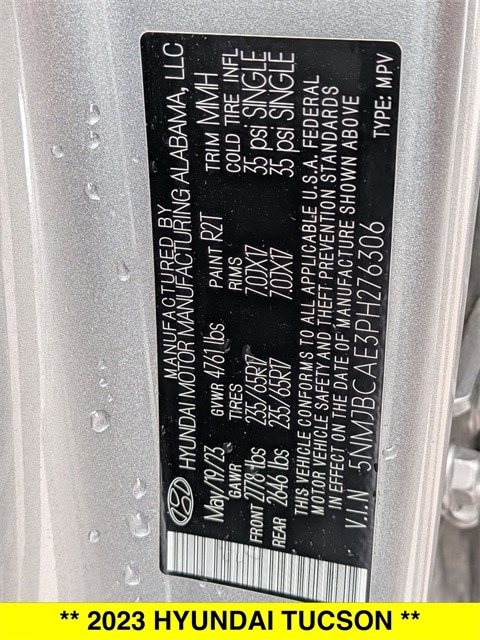 MANUFACTURED BY
HYUNDAI MOTOR MANUFACTURING ALABAMA, LLC
May/19/23 GVWR 4761 lbs PAINT R2T TRIM MMH
GAWR TIRES RIMS COLD TIRE INFL
FRONT 2778 lbs 235/65R17 7.0JX17 35 psi SINGLE
REAR 2646 lbs 235/65R17 7.0JX17 35 psi SINGLE
THIS VEHICLE CONFORMS TO ALL APPLICABLE U.S.A. FEDERAL
MOTOR VEHICLE SAFETY AND THEFT PREVENTION STANDARDS
IN EFFECT ON THE DATE OF MANUFACTURE SHOWN ABOVE
V.I.N 5NMJBCAE3PH276306 TYPE: MPV
** 2023 HYUNDAI TUCSON **